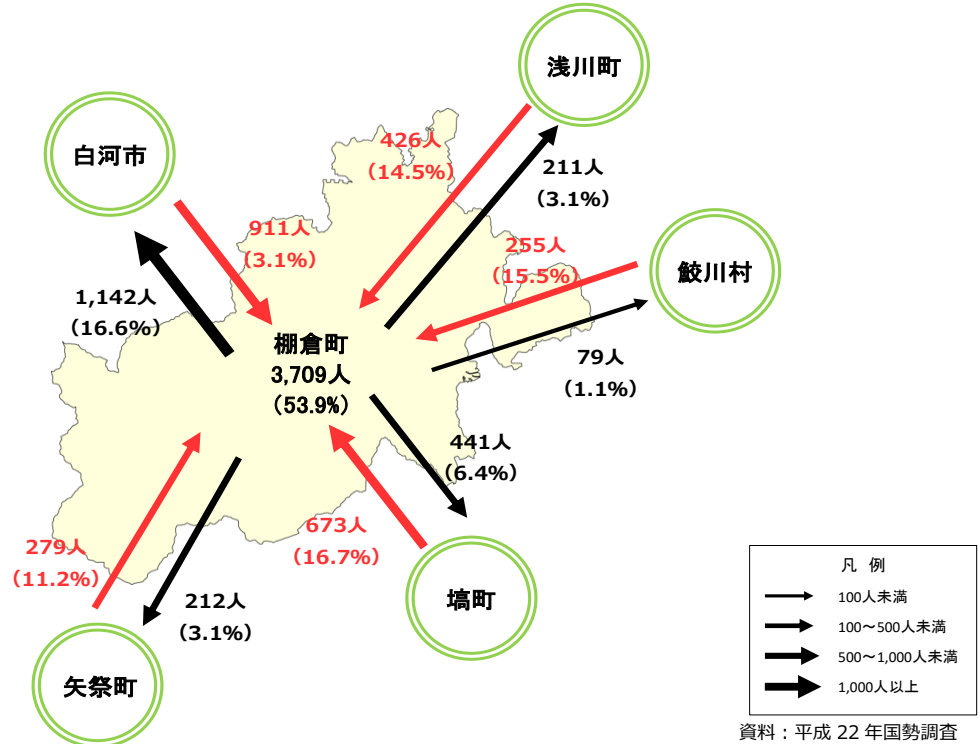 浅川町
白河市
426人
(14.5%)
211人
(3.1%)
911人
(3.1%)
255人
(15.5%)
鮫川村
1,142人
(16.6%)
棚倉町
3,709人
(53.9%)
79人
(1.1%)
441人
(6.4%)
673人
(16.7%)
279人
(11.2%)
212人
(3.1%)
塙町
矢祭町
凡 例
100人未満
100～500人未満
500～1,000人未満
1,000人以上
資料：平成 22 年国勢調査